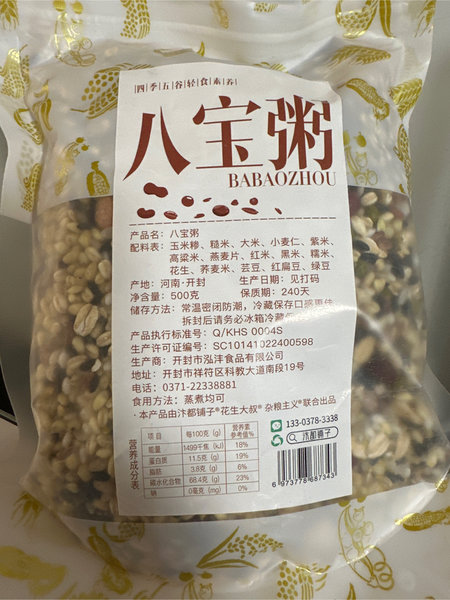 四季五谷轻食素养
八宝粥
BABAOZHOU
产品名: 八宝粥
配料表: 玉米糁、糙米、大米、小麦仁、紫米、
高粱米、燕麦片、红米、黑米、糯米、
花生、荞麦米、芸豆、红扁豆、绿豆
产地: 河南·开封 生产日期: 见打码
净含量: 500克 保质期: 240天
储存方法: 常温密闭防潮，冷藏保存口感更佳
拆封后请务必冰箱冷藏
产品执行标准号: Q/KHS 0004S
生产许可证编号: SC10141022400598
生产商: 开封市泓沣食品有限公司
地址: 开封市祥符区科教大道南段19号
电话: 0371-22338881
食用方法: 蒸煮均可
·本产品由汴都铺子®花生大叔®杂粮主义®联合出品
营养成分表
项目 每100克(g) 营养素参考值%
能量 1499千焦(kJ) 18%
蛋白质 11.5克(g) 19%
脂肪 3.8克(g) 6%
碳水化合物 68.4克(g) 23%
钠 0毫克(mg) 0%
133-0378-3338
汴都铺子
6 973778 687343